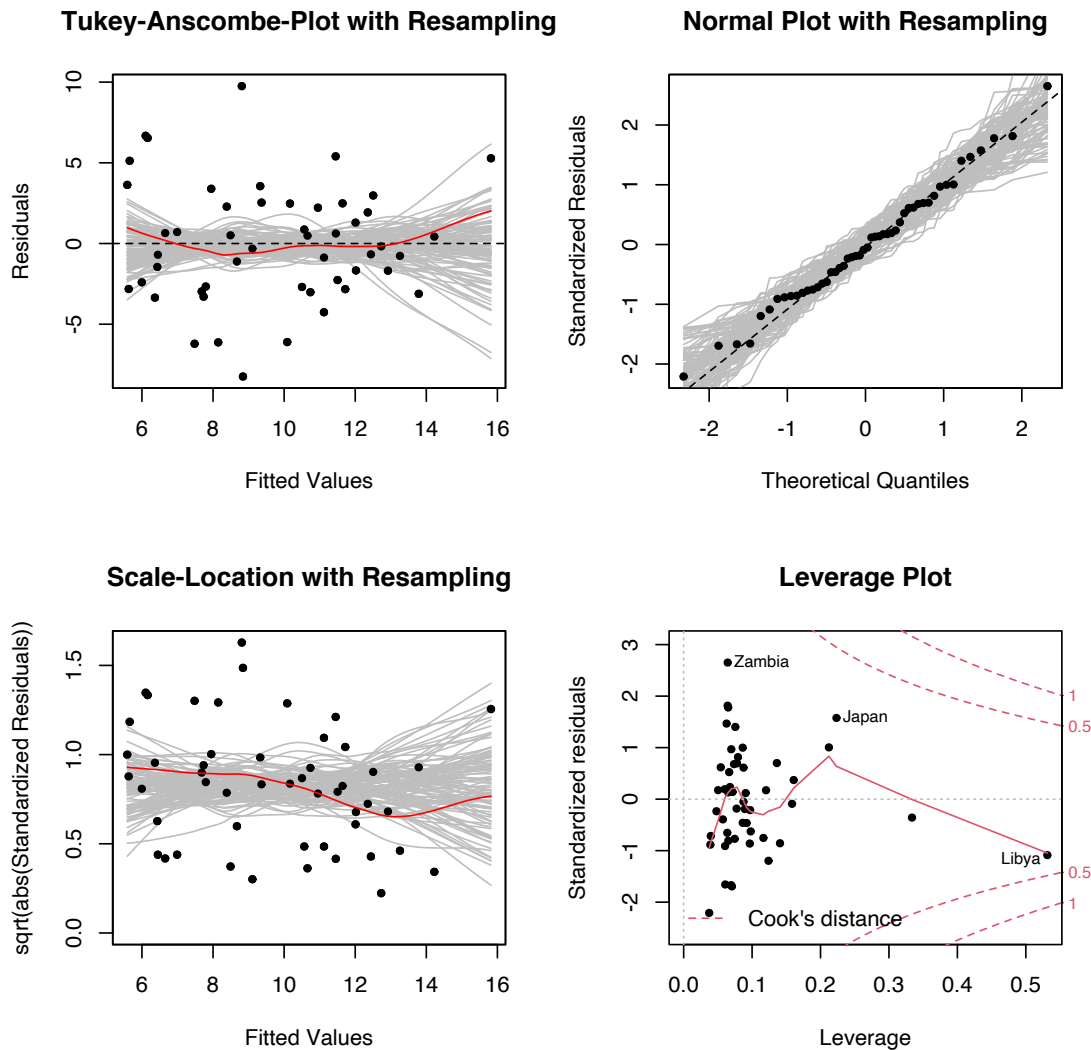 Tukey-Anscombe-Plot with Resampling
Residuals
10
5
0
-5
6 8 10 12 14 16
Fitted Values
Normal Plot with Resampling
Standardized Residuals
2
1
0
-1
-2
-2 -1 0 1 2
Theoretical Quantiles
Scale-Location with Resampling
sqrt(abs(Standardized Residuals))
1.5
1.0
0.5
0.0
6 8 10 12 14 16
Fitted Values
Leverage Plot
Standardized residuals
3
2
1
0
-1
-2
Zambia
Japan
Libya
1
0.5
0.5
1
Cook's distance
0.0 0.1 0.2 0.3 0.4 0.5
Leverage